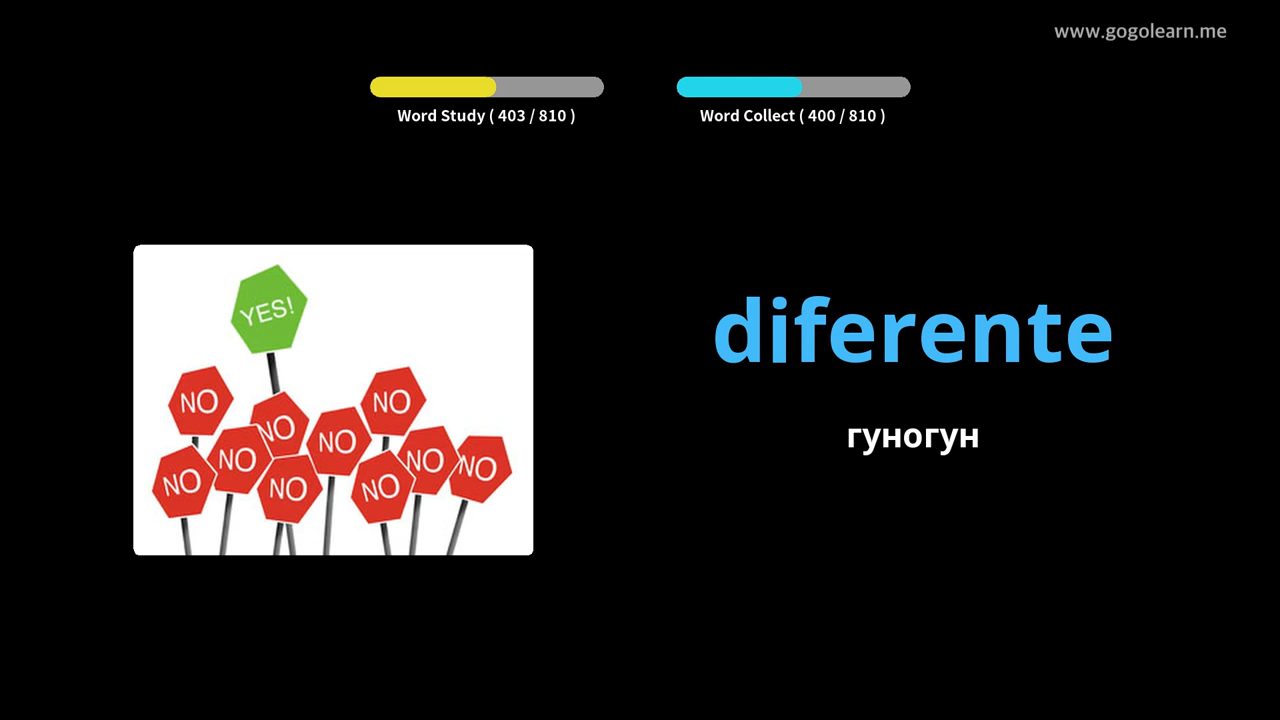 www.gogolearn.me
Word Study ( 403 / 810 )
Word Collect ( 400 / 810 )
YES!
NO
NO
NO
NO
NO
NO
NO
NO
NO
NO
diferente
гуногун